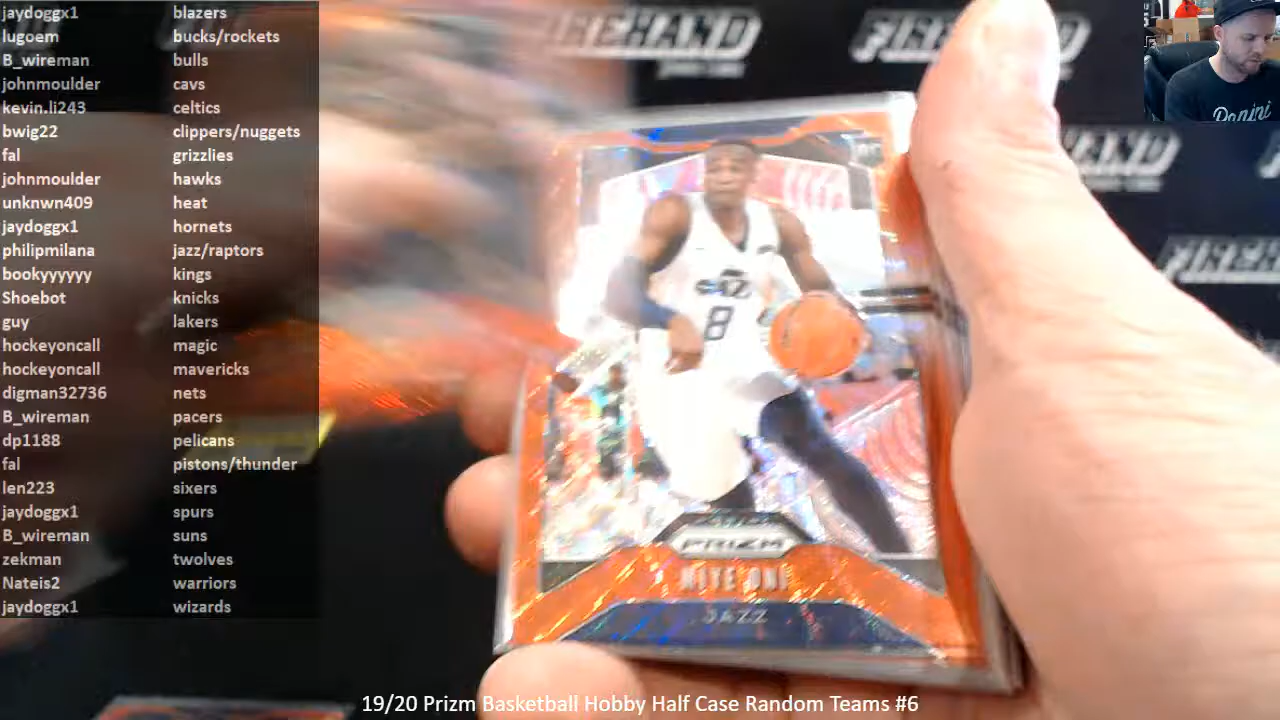 jaydoggx1 blazers
lugoem bucks/rockets
B_wireman bulls
johnmoulder cavs
kevin.li243 celtics
bwig22 clippers/nuggets
fal grizzlies
johnmoulder hawks
unknwn409 heat
jaydoggx1 hornets
philipmilana jazz/raptors
bookyyyyyy kings
Shoebot knicks
guy lakers
hockeyoncall magic
hockeyoncall mavericks
digman32736 nets
B_wireman pacers
dp1188 pelicans
fal pistons/thunder
len223 sixers
jaydoggx1 spurs
B_wireman suns
zekman twolves
Nateis2 warriors
jaydoggx1 wizards
FIREHAND
FIREHAND
Panini
8
PRIZM
JAZZ
19/20 Prizm Basketball Hobby Half Case Random Teams #6